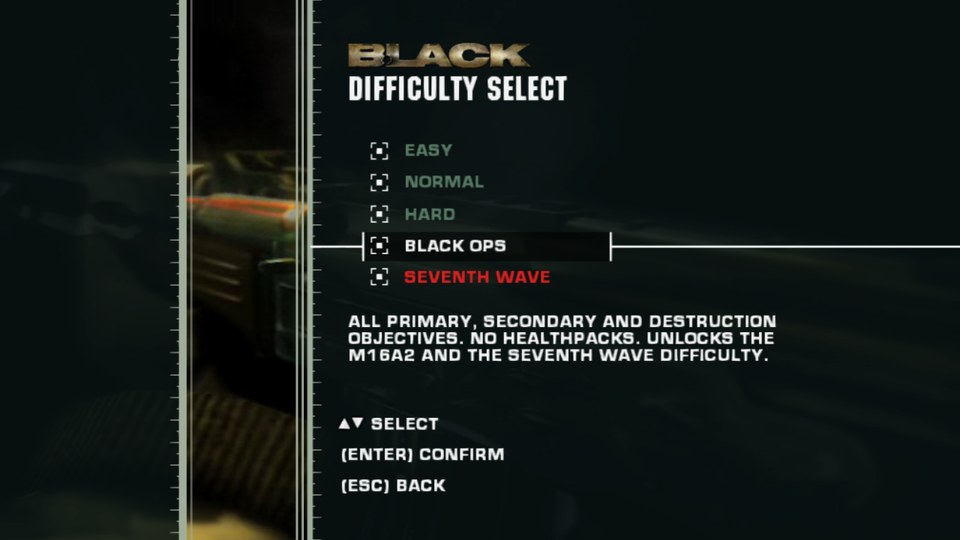 BLACK
DIFFICULTY SELECT
EASY
NORMAL
HARD
BLACK OPS
SEVENTH WAVE
ALL PRIMARY, SECONDARY AND DESTRUCTION
OBJECTIVES. NO HEALTHPACKS. UNLOCKS THE
M16A2 AND THE SEVENTH WAVE DIFFICULTY.
▲▼ SELECT
(ENTER) CONFIRM
(ESC) BACK